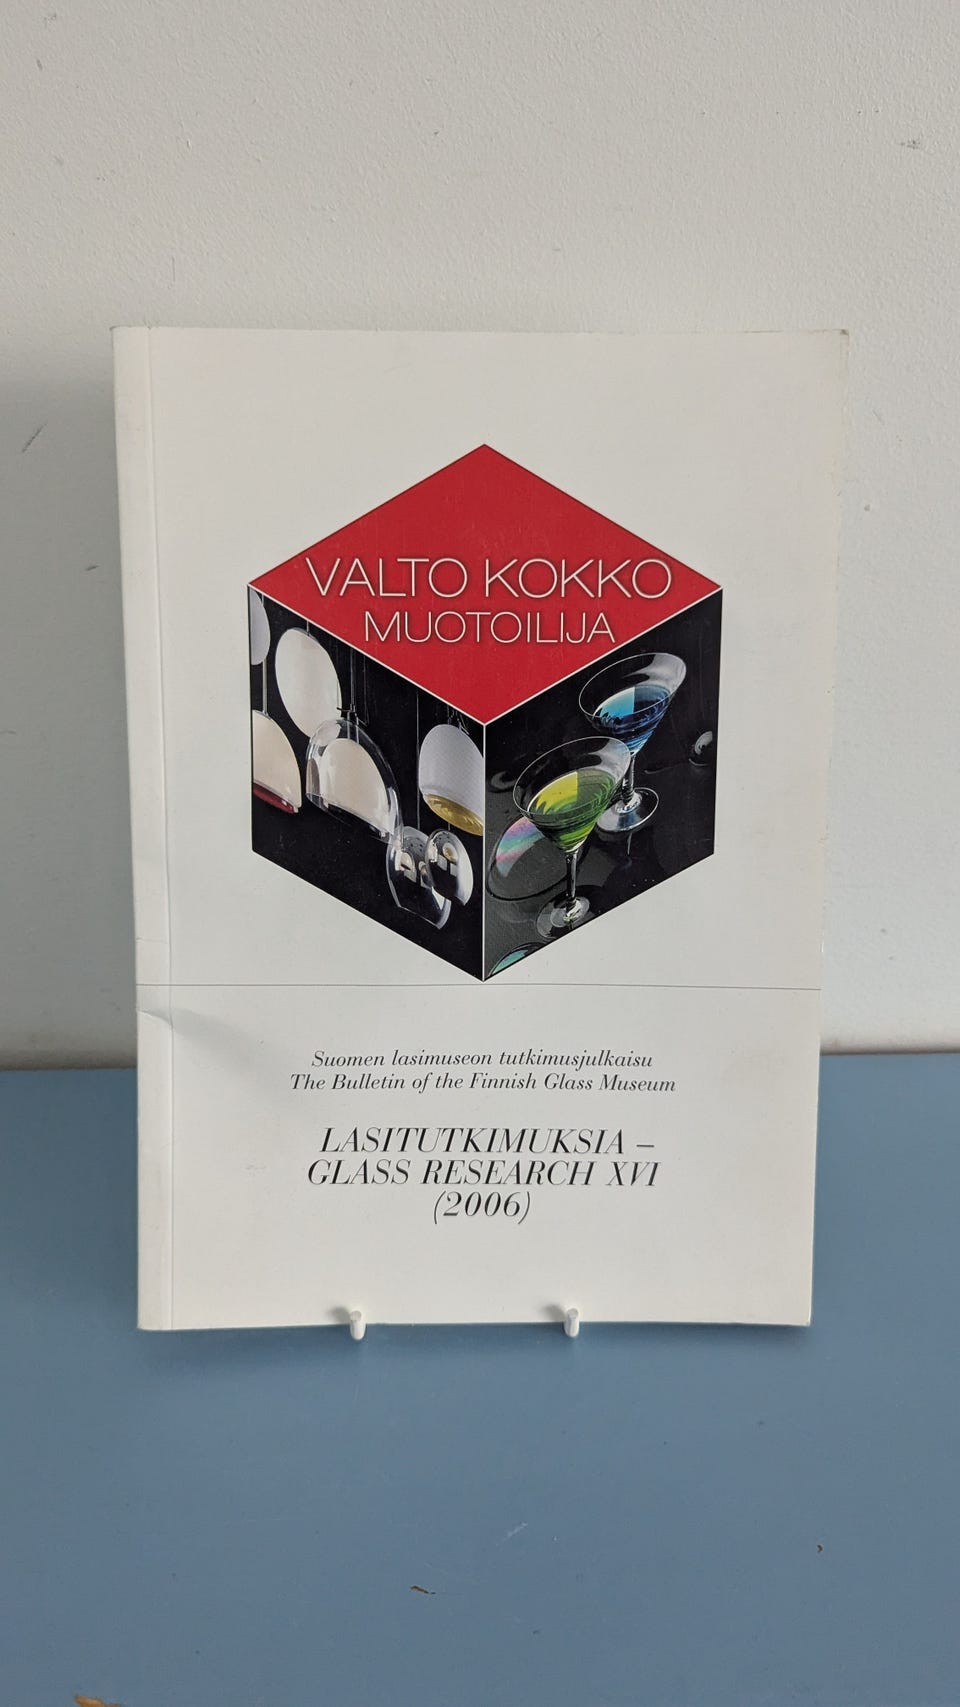 VALTO KOKKO
MUOTOILIJA
Suomen lasimuseon tutkimusjulkaisu
The Bulletin of the Finnish Glass Museum
LASITUTKIMUKSIA –
GLASS RESEARCH XVI
(2006)